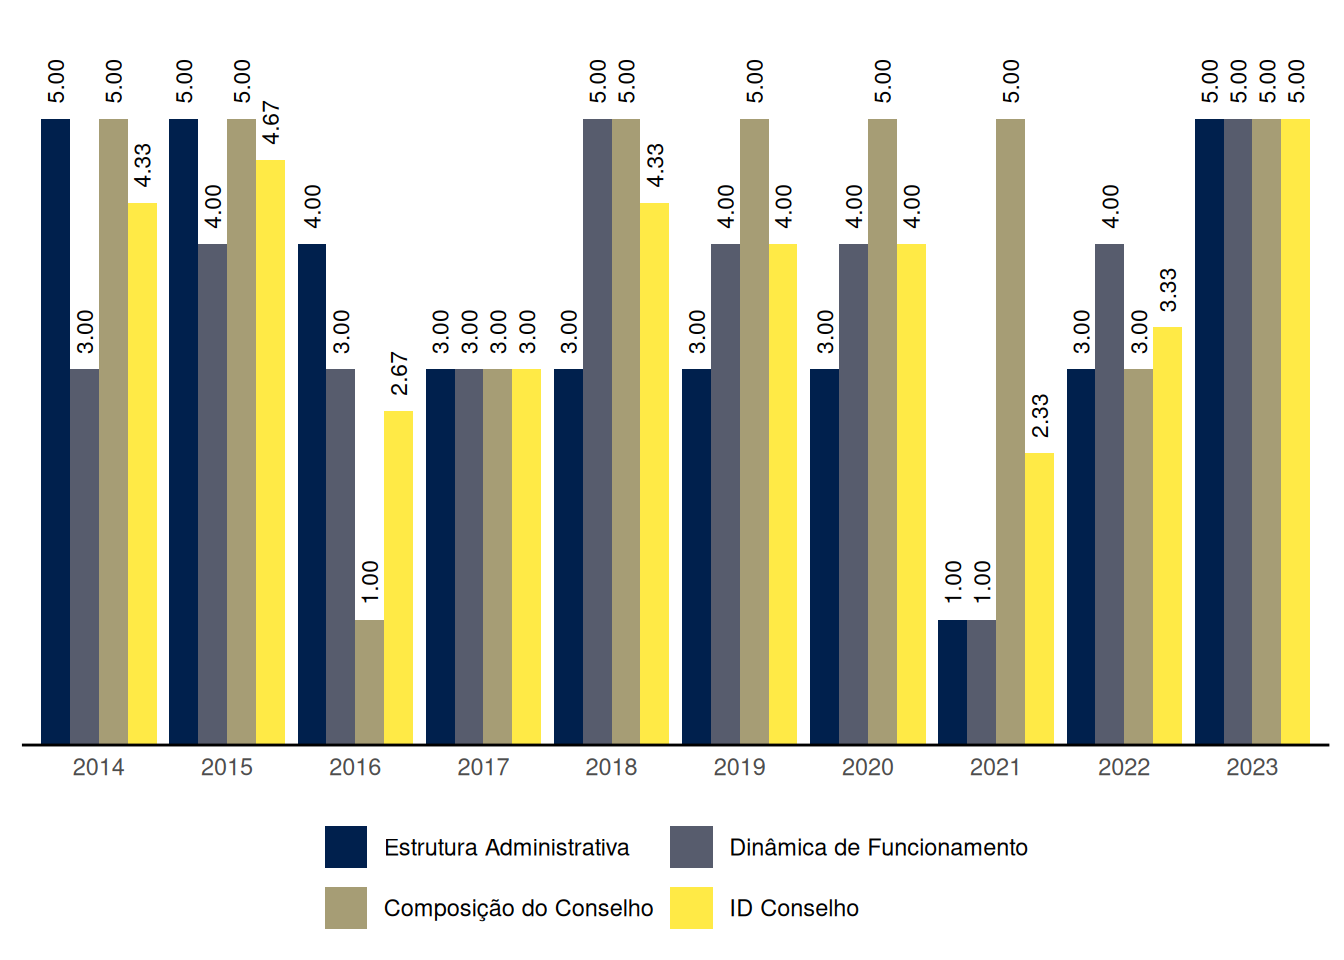 5.00 3.00 5.00 4.33 5.00 4.00 5.00 4.67 4.00 3.00 1.00 2.67 3.00 3.00 3.00 3.00 3.00 5.00 5.00 4.33 3.00 4.00 5.00 4.00 3.00 4.00 5.00 4.00 1.00 1.00 5.00 2.33 3.00 4.00 3.00 3.33 5.00 5.00 5.00 5.00
2014 2015 2016 2017 2018 2019 2020 2021 2022 2023
Estrutura Administrativa Dinâmica de Funcionamento
Composição do Conselho ID Conselho